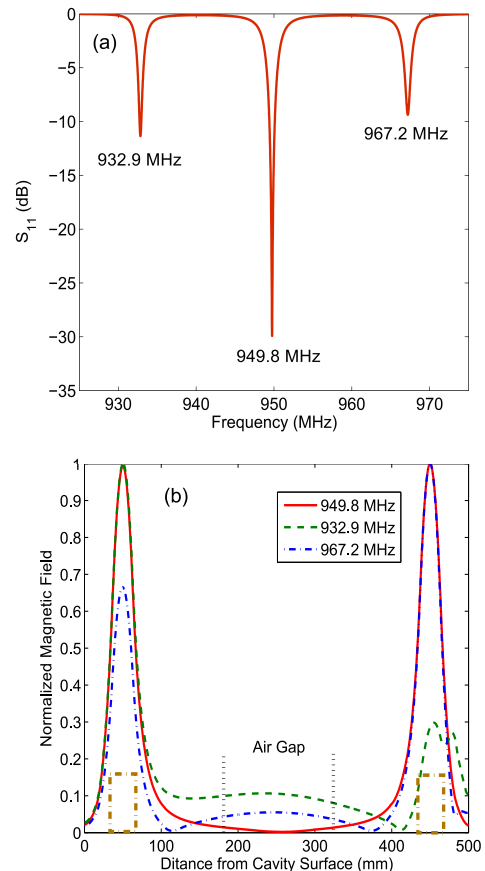 (a)
0
−5
−10
−15
−20
−25
−30
−35
S11 (dB)
932.9 MHz
967.2 MHz
949.8 MHz
930 940 950 960 970
Frequency (MHz)
(b)
1
0.9
0.8
0.7
0.6
0.5
0.4
0.3
0.2
0.1
0
Normalized Magnetic Field
949.8 MHz
932.9 MHz
967.2 MHz
Air Gap
0 100 200 300 400 500
Ditance from Cavity Surface (mm)